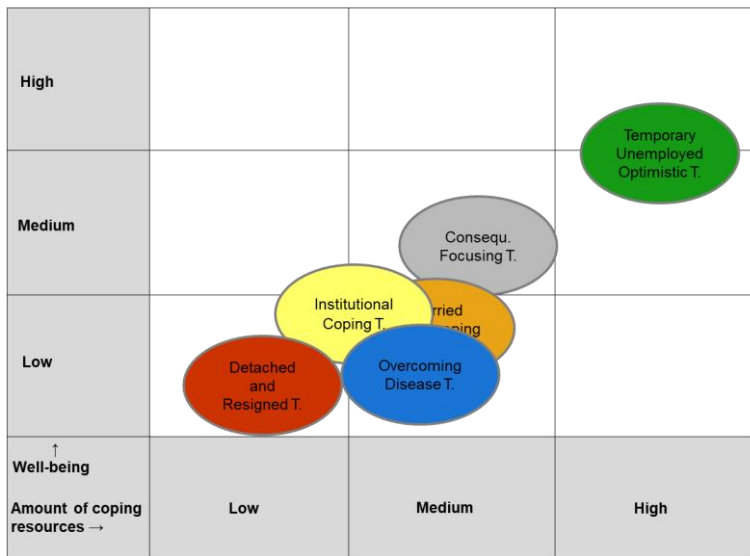 High
Temporary
Unemployed
Optimistic T.
Medium
Consequ.
Focusing T.
Institutional
Coping T.
Low
Overcoming
Disease T.
Detached
and
Resigned T.
↑
Well-being
Amount of coping
resources →
Low
Medium
High